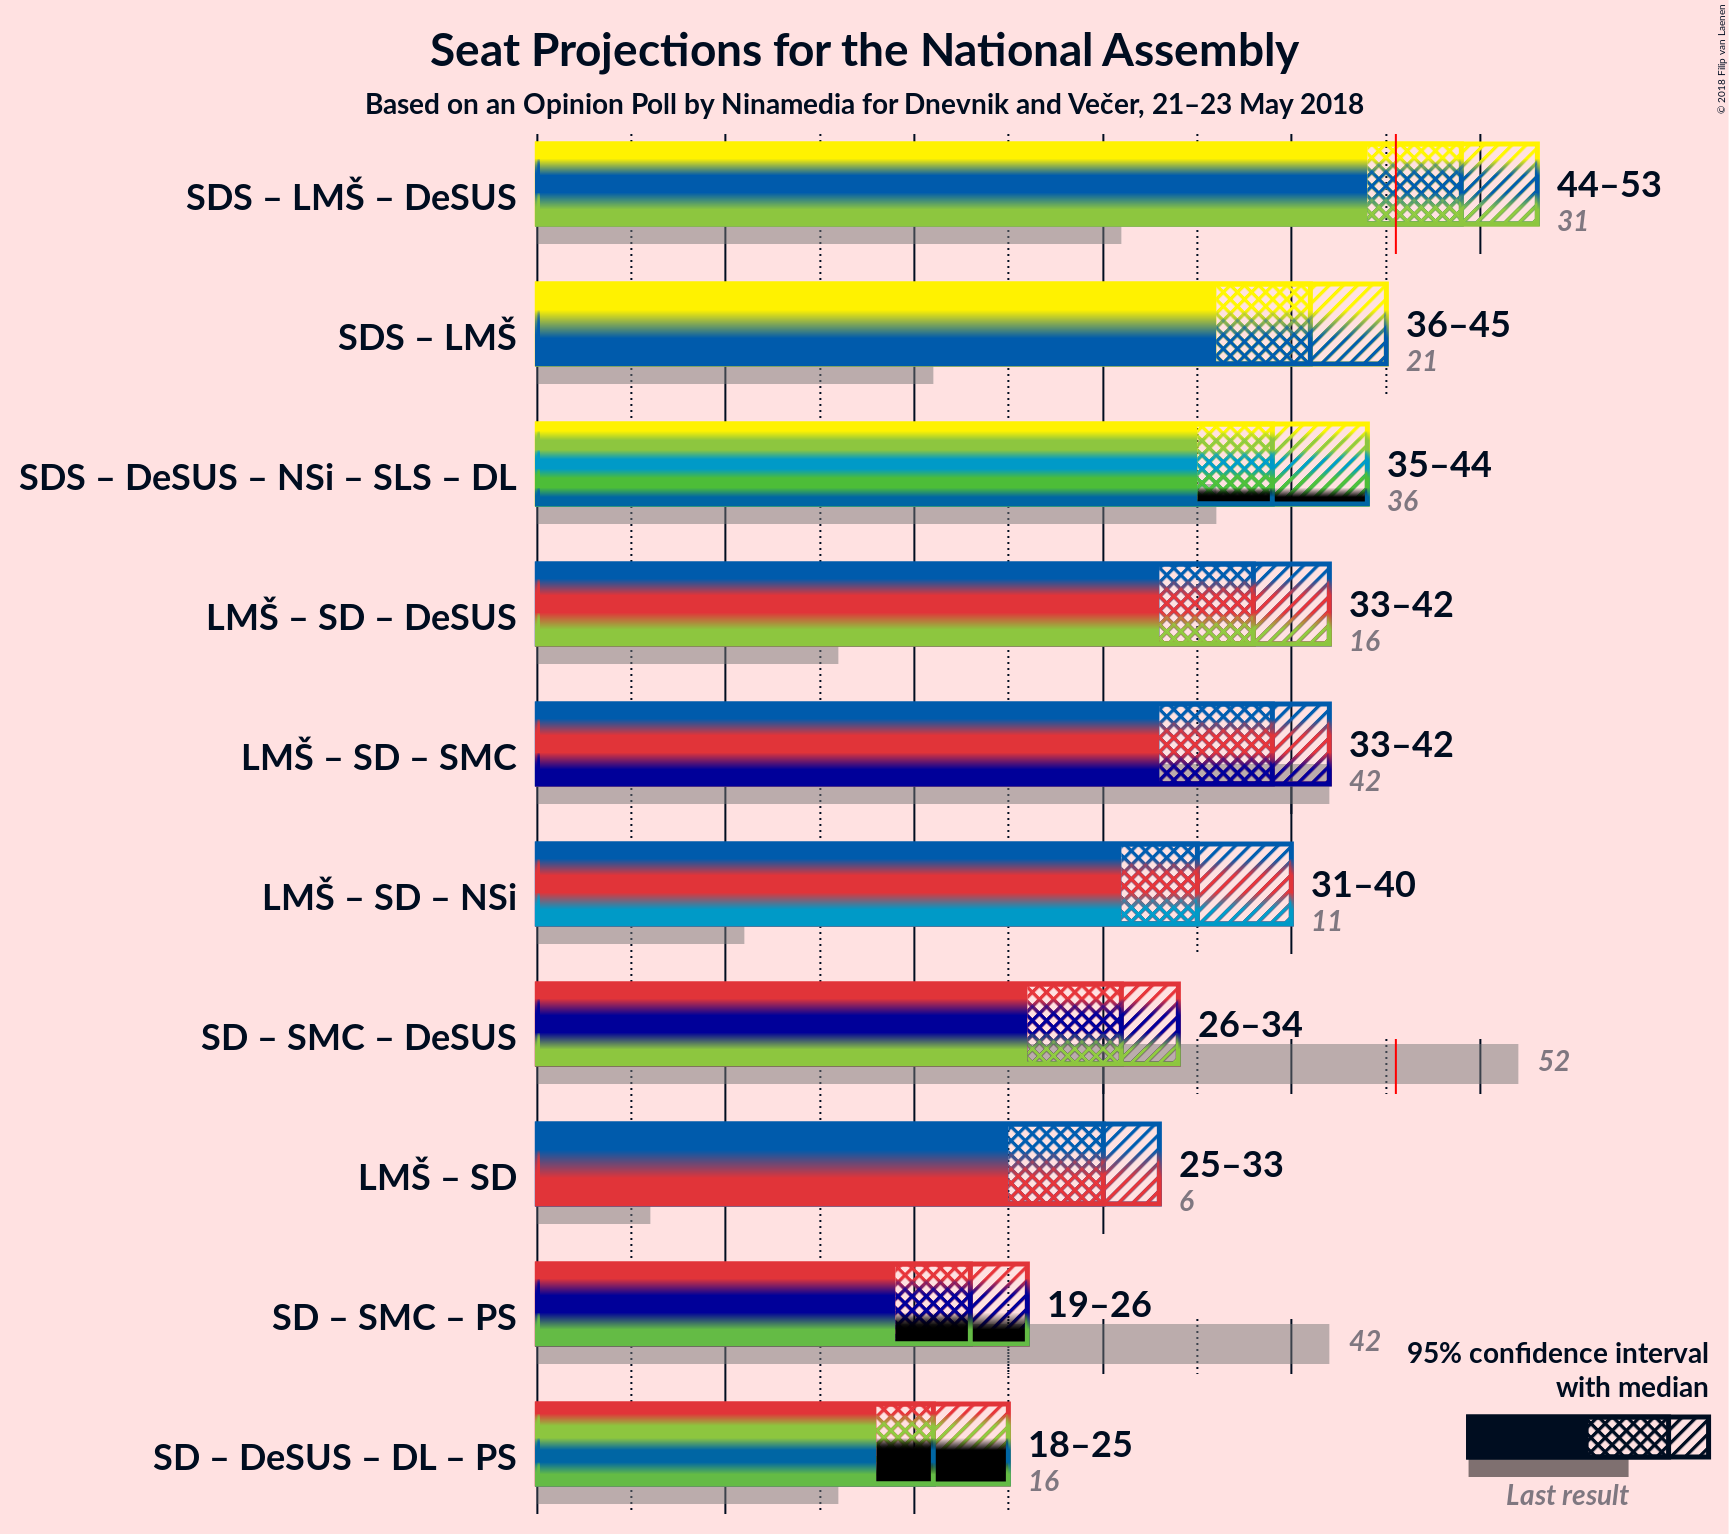 Seat Projections for the National Assembly
Based on an Opinion Poll by Ninamedia for Dnevnik and Večer, 21–23 May 2018
© 2018 Filip van Laenen
SDS – LMŠ – DeSUS
44–53
31
SDS – LMŠ
36–45
21
SDS – DeSUS – NSi – SLS – DL
35–44
36
LMŠ – SD – DeSUS
33–42
16
LMŠ – SD – SMC
33–42
42
LMŠ – SD – NSi
31–40
11
SD – SMC – DeSUS
26–34
52
LMŠ – SD
25–33
6
SD – SMC – PS
19–26
42
SD – DeSUS – DL – PS
18–25
16
95% confidence interval
with median
Last result